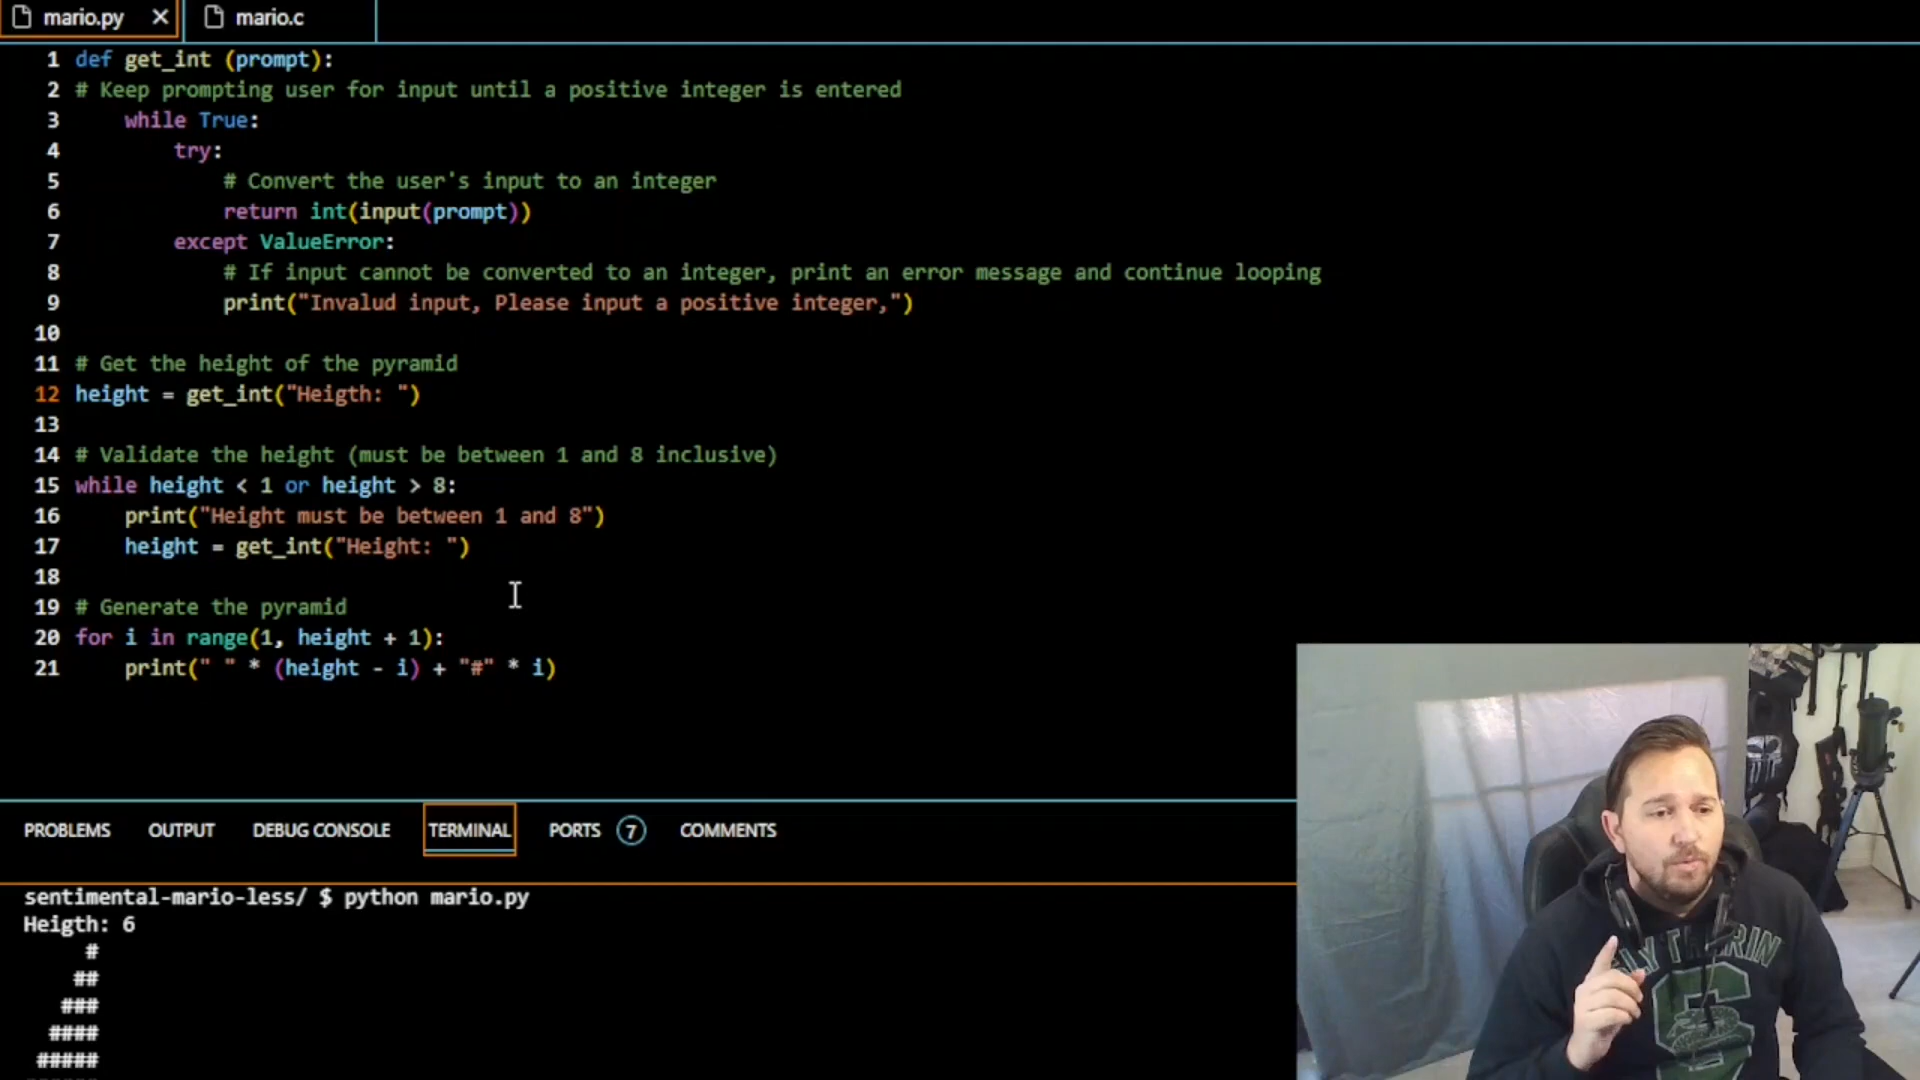 mario.py
mario.c
1 def get_int (prompt):
2 # Keep prompting user for input until a positive integer is entered
3 while True:
4 try:
5 # Convert the user's input to an integer
6 return int(input(prompt))
7 except ValueError:
8 # If input cannot be converted to an integer, print an error message and continue looping
9 print("Invalud input, Please input a positive integer,")
10
11 # Get the height of the pyramid
12 height = get_int("Heigth: ")
13
14 # Validate the height (must be between 1 and 8 inclusive)
15 while height < 1 or height > 8:
16 print("Height must be between 1 and 8")
17 height = get_int("Height: ")
18
19 # Generate the pyramid
20 for i in range(1, height + 1):
21 print(" " * (height - i) + "#" * i)
PROBLEMS OUTPUT DEBUG CONSOLE TERMINAL PORTS 7 COMMENTS
sentimental-mario-less/ $ python mario.py
Heigth: 6
#
##
###
####
#####